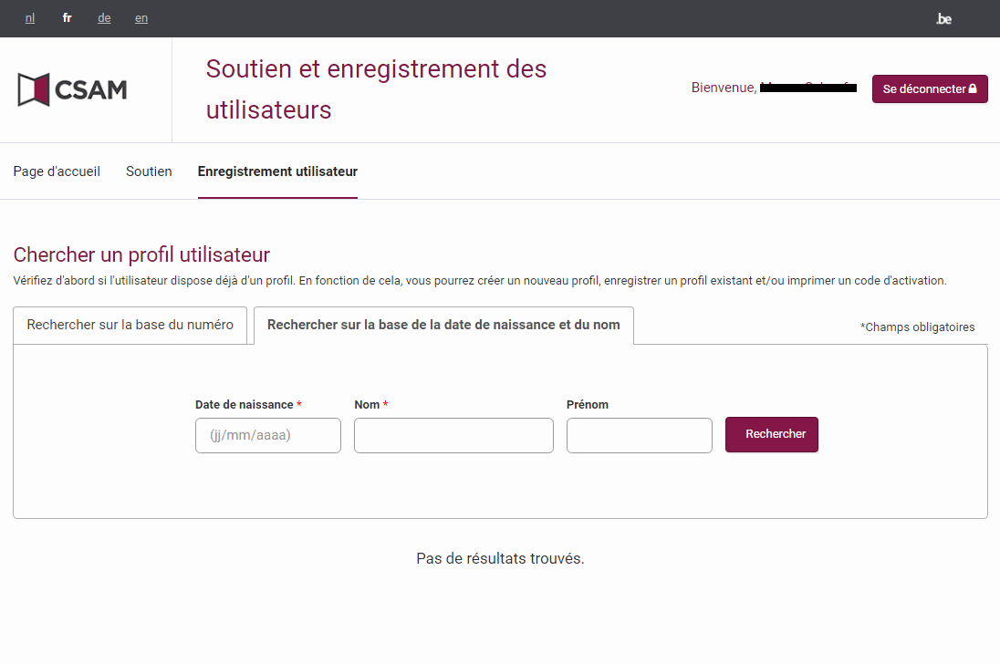 nl fr de en .be
CSAM
Soutien et enregistrement des
utilisateurs
Bienvenue,
Se déconnecter
Page d'accueil Soutien Enregistrement utilisateur
Chercher un profil utilisateur
Vérifiez d'abord si l'utilisateur dispose déjà d'un profil. En fonction de cela, vous pourrez créer un nouveau profil, enregistrer un profil existant et/ou imprimer un code d'activation.
Rechercher sur la base du numéro Rechercher sur la base de la date de naissance et du nom *Champs obligatoires
Date de naissance * Nom * Prénom
(jj/mm/aaaa) Rechercher
Pas de résultats trouvés.